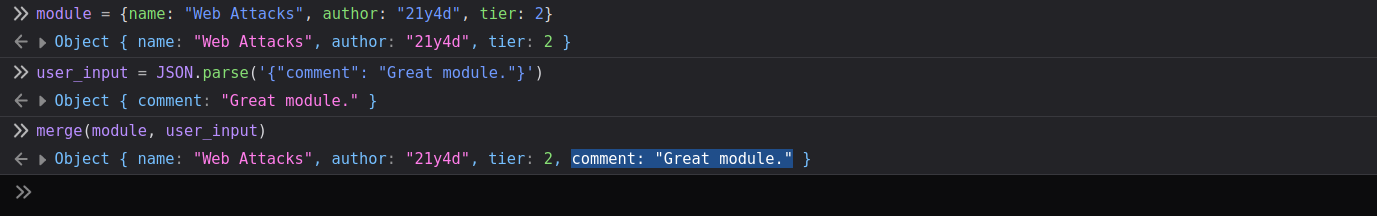 >> module = {name: "Web Attacks", author: "21y4d", tier: 2}
← ▶ Object { name: "Web Attacks", author: "21y4d", tier: 2 }
>> user_input = JSON.parse('{"comment": "Great module."}')
← ▶ Object { comment: "Great module." }
>> merge(module, user_input)
← ▶ Object { name: "Web Attacks", author: "21y4d", tier: 2, comment: "Great module." }
>>